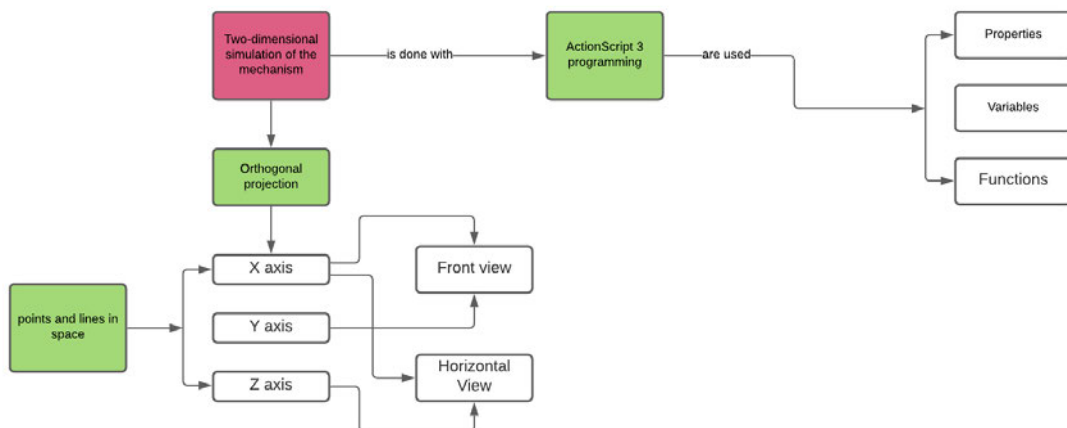 Two-dimensional
simulation of the
mechanism
is done with
ActionScript 3
programming
are used
Properties
Variables
Functions
Orthogonal
projection
X axis
Front view
points and lines in
space
Y axis
Z axis
Horizontal
View